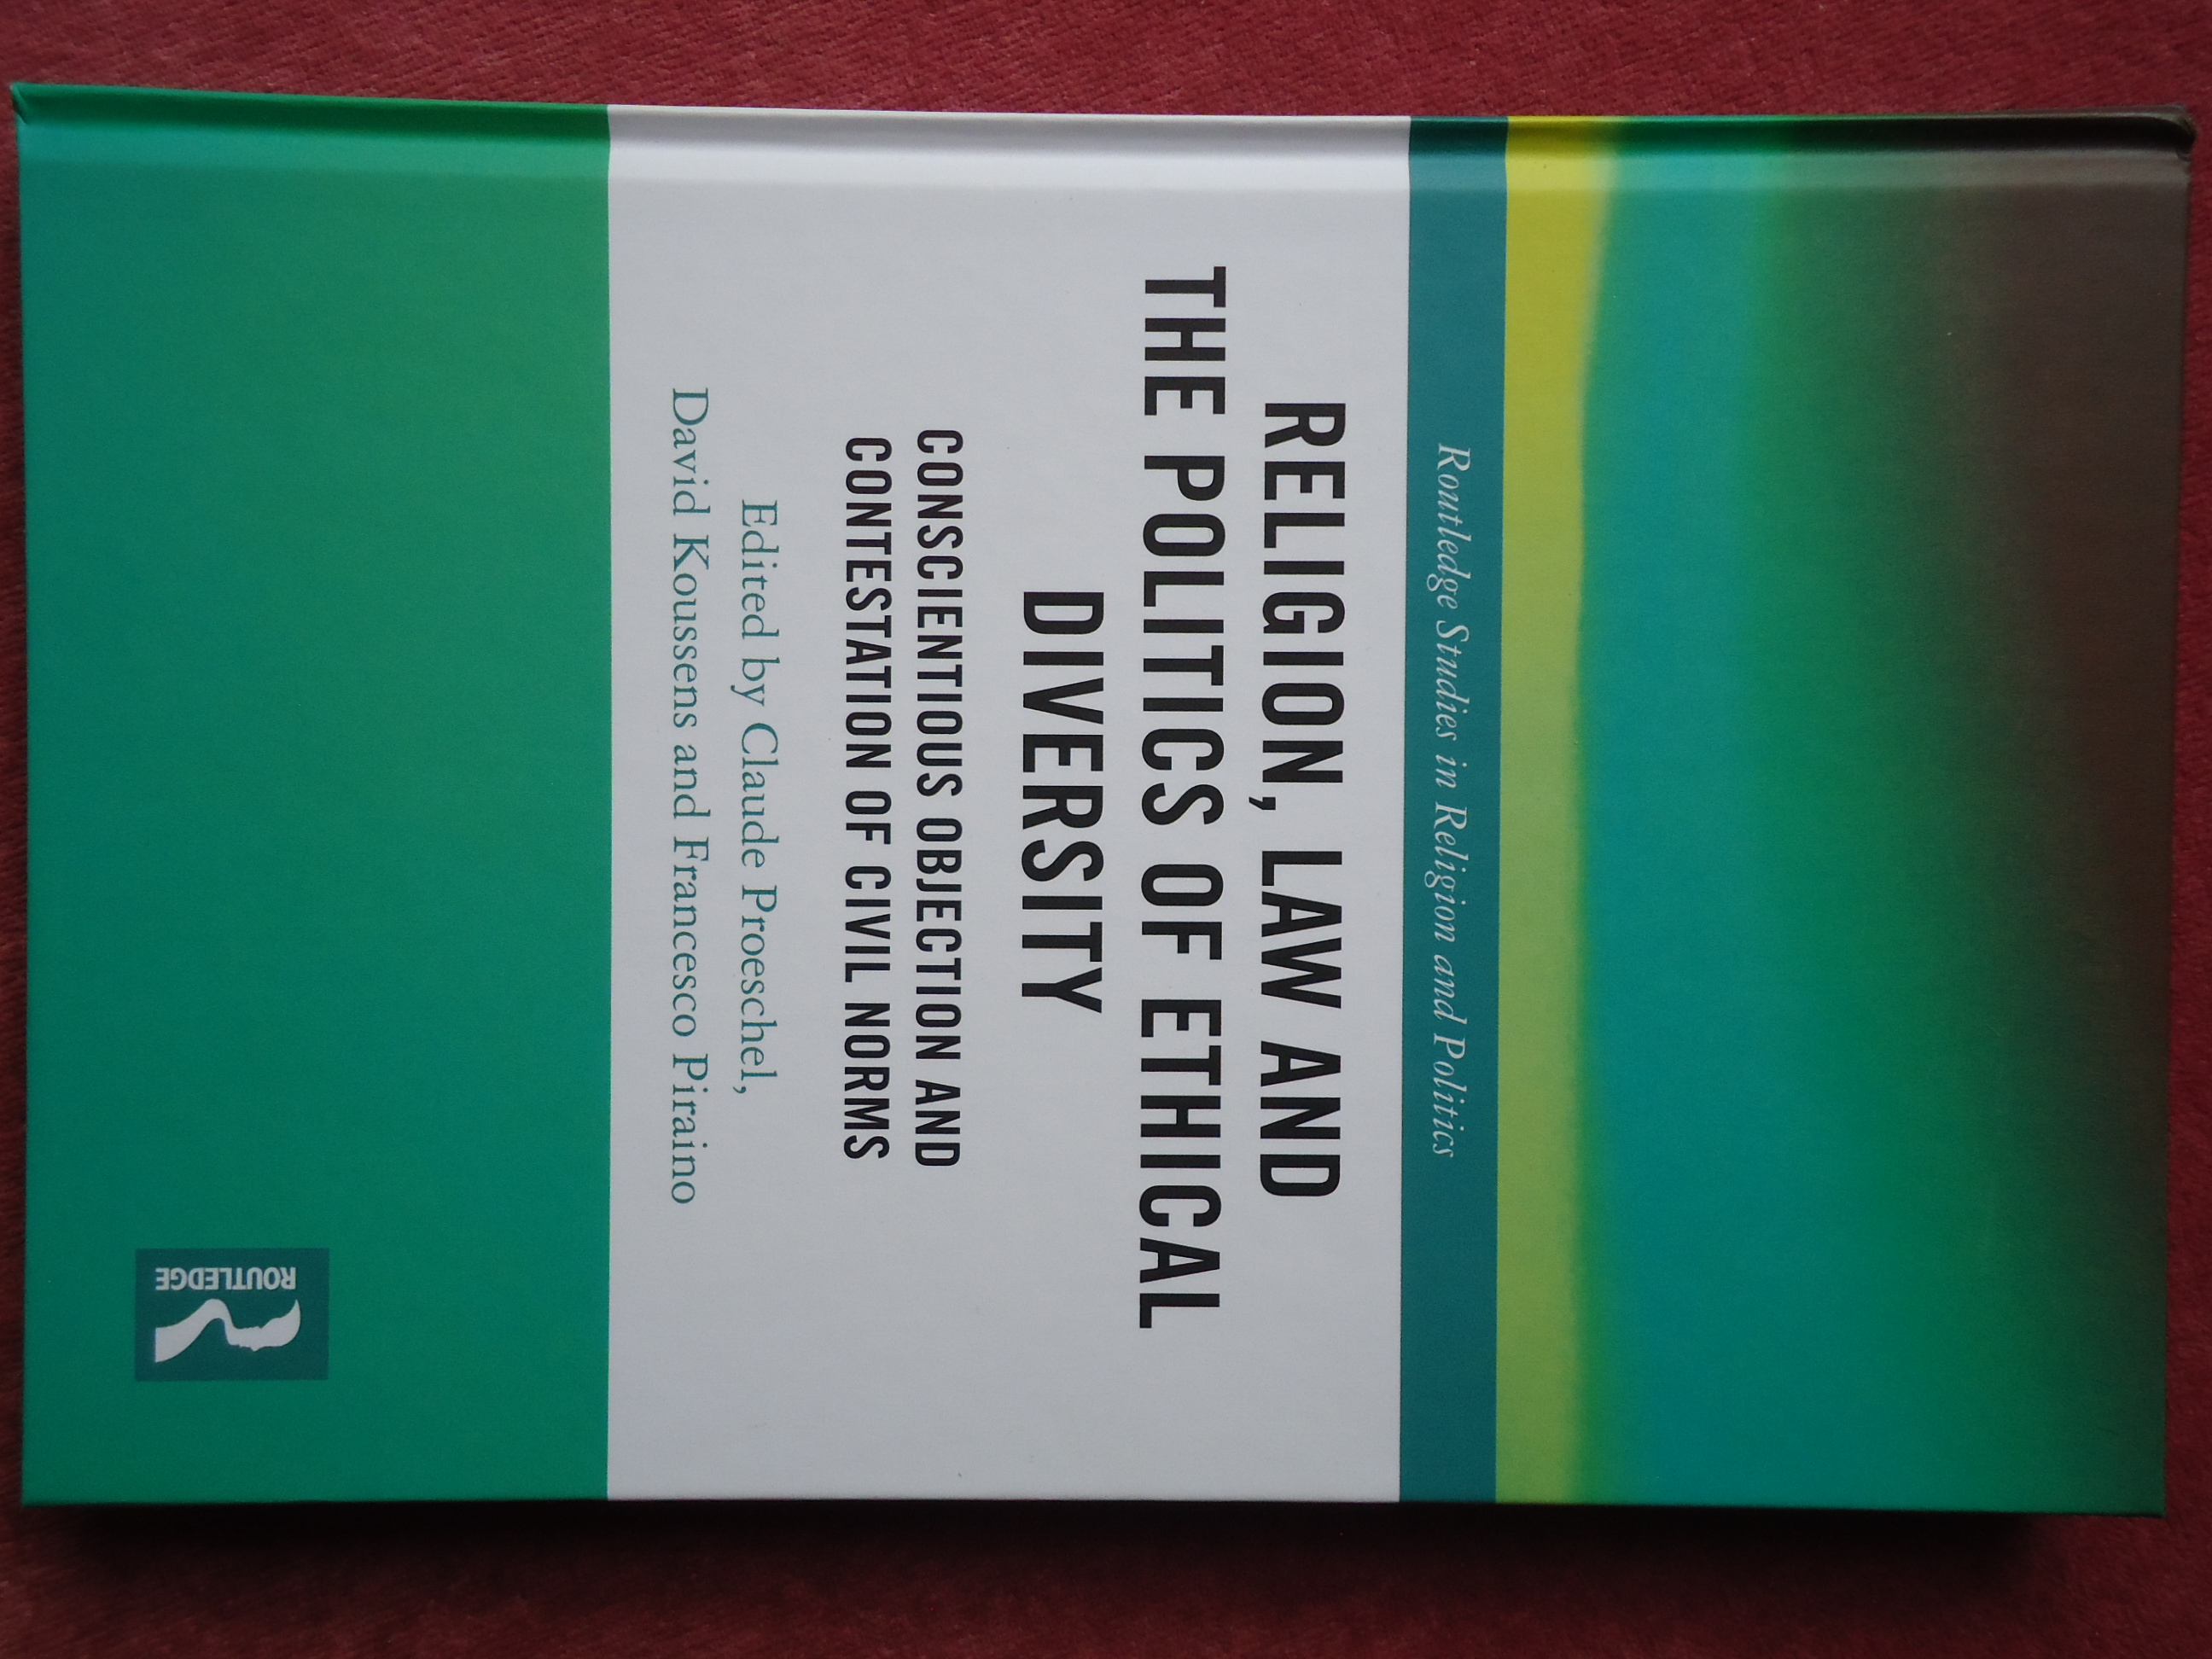 Routledge Studies in Religion and Politics
RELIGION, LAW AND
THE POLITICS OF ETHICAL
DIVERSITY
CONSCIENTIOUS OBJECTION AND
CONTESTATION OF CIVIL NORMS
Edited by Claude Proeschel,
David Koussens and Francesco Piraino
ROUTLEDGE